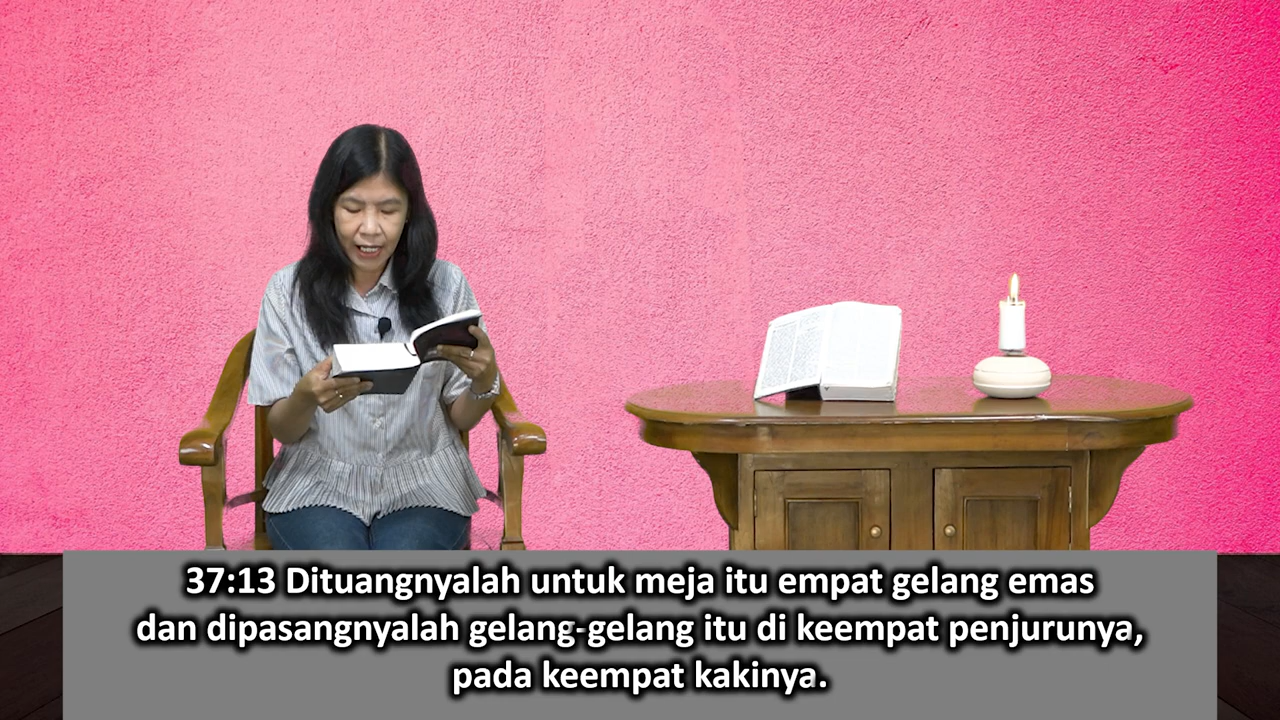 37:13 Dituangnyalah untuk meja itu empat gelang emas
dan dipasangnyalah gelang-gelang itu di keempat penjurunya,
pada keempat kakinya.